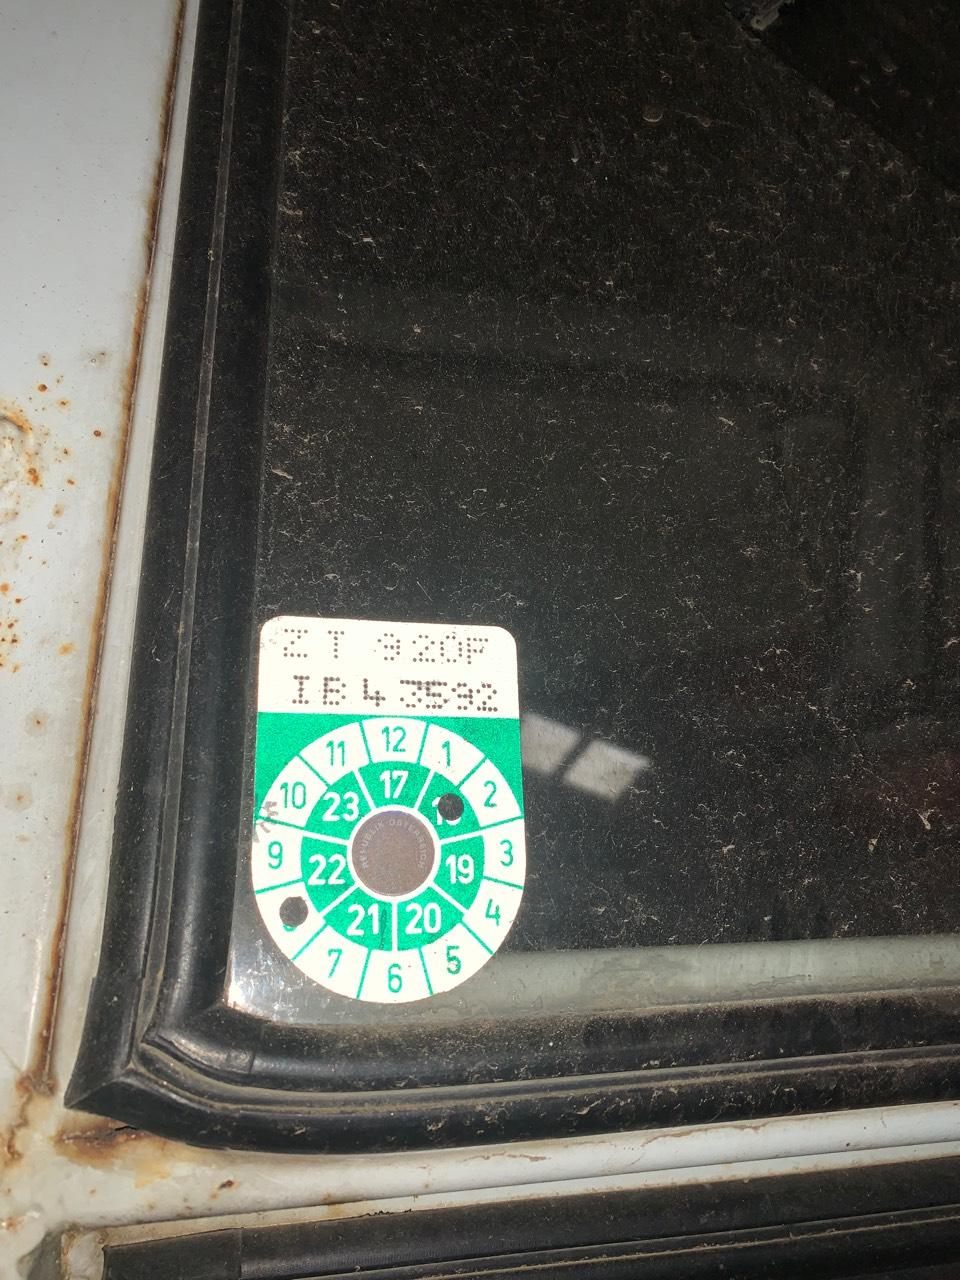 ZT 920F
IB43592
12
11 1
10 17 2
23
9 22 19 3
21 20 4
7 6 5
REPUBLIK ÖSTERREICH